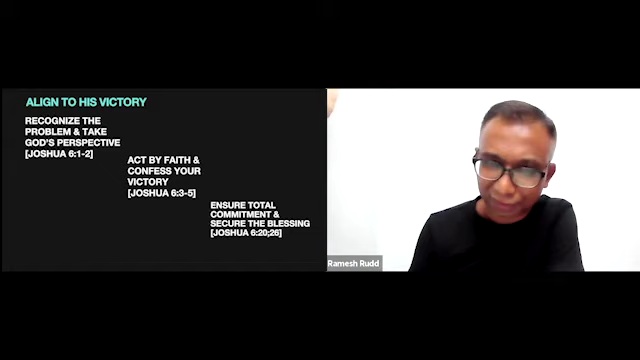 ALIGN TO HIS VICTORY
RECOGNIZE THE
PROBLEM & TAKE
GOD'S PERSPECTIVE
[JOSHUA 6:1-2]
ACT BY FAITH &
CONFESS YOUR
VICTORY
[JOSHUA 6:3-5]
ENSURE TOTAL
COMMITMENT &
SECURE THE BLESSING
[JOSHUA 6:20;26]
Ramesh Rudd